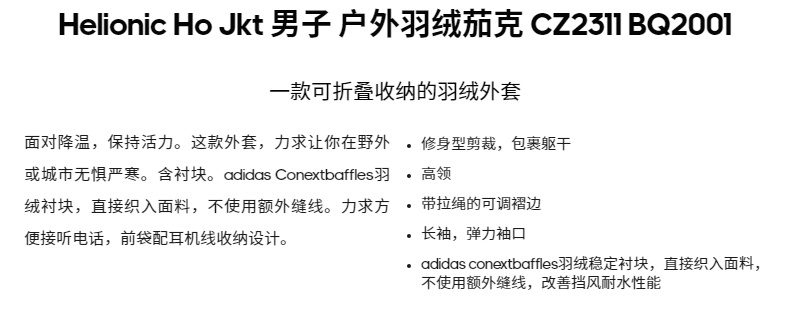 Helionic Ho Jkt 男子 户外羽绒茄克 CZ2311 BQ2001
一款可折叠收纳的羽绒外套
面对降温，保持活力。这款外套，力求让你在野外
或城市无惧严寒。含衬块。adidas Conextbaffles羽
绒衬块，直接织入面料，不使用额外缝线。力求方
便接听电话，前袋配耳机线收纳设计。
• 修身型剪裁，包裹躯干
• 高领
• 带拉绳的可调褶边
• 长袖，弹力袖口
• adidas conextbaffles羽绒稳定衬块，直接织入面料，
不使用额外缝线，改善挡风耐水性能